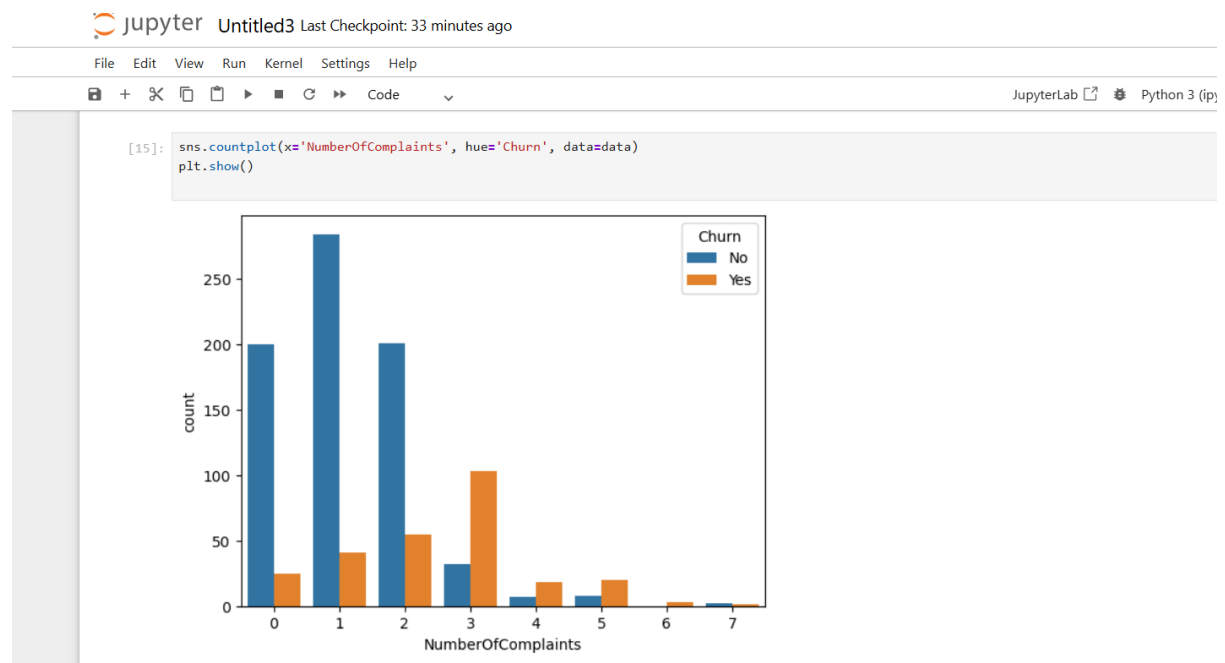 jupyter Untitled3 Last Checkpoint: 33 minutes ago
File Edit View Run Kernel Settings Help
Code JupyterLab Python 3 (ipy
[15]: sns.countplot(x='NumberOfComplaints', hue='Churn', data=data)
plt.show()
Churn
No
Yes
250
200
150
100
50
0
count
0 1 2 3 4 5 6 7
NumberOfComplaints